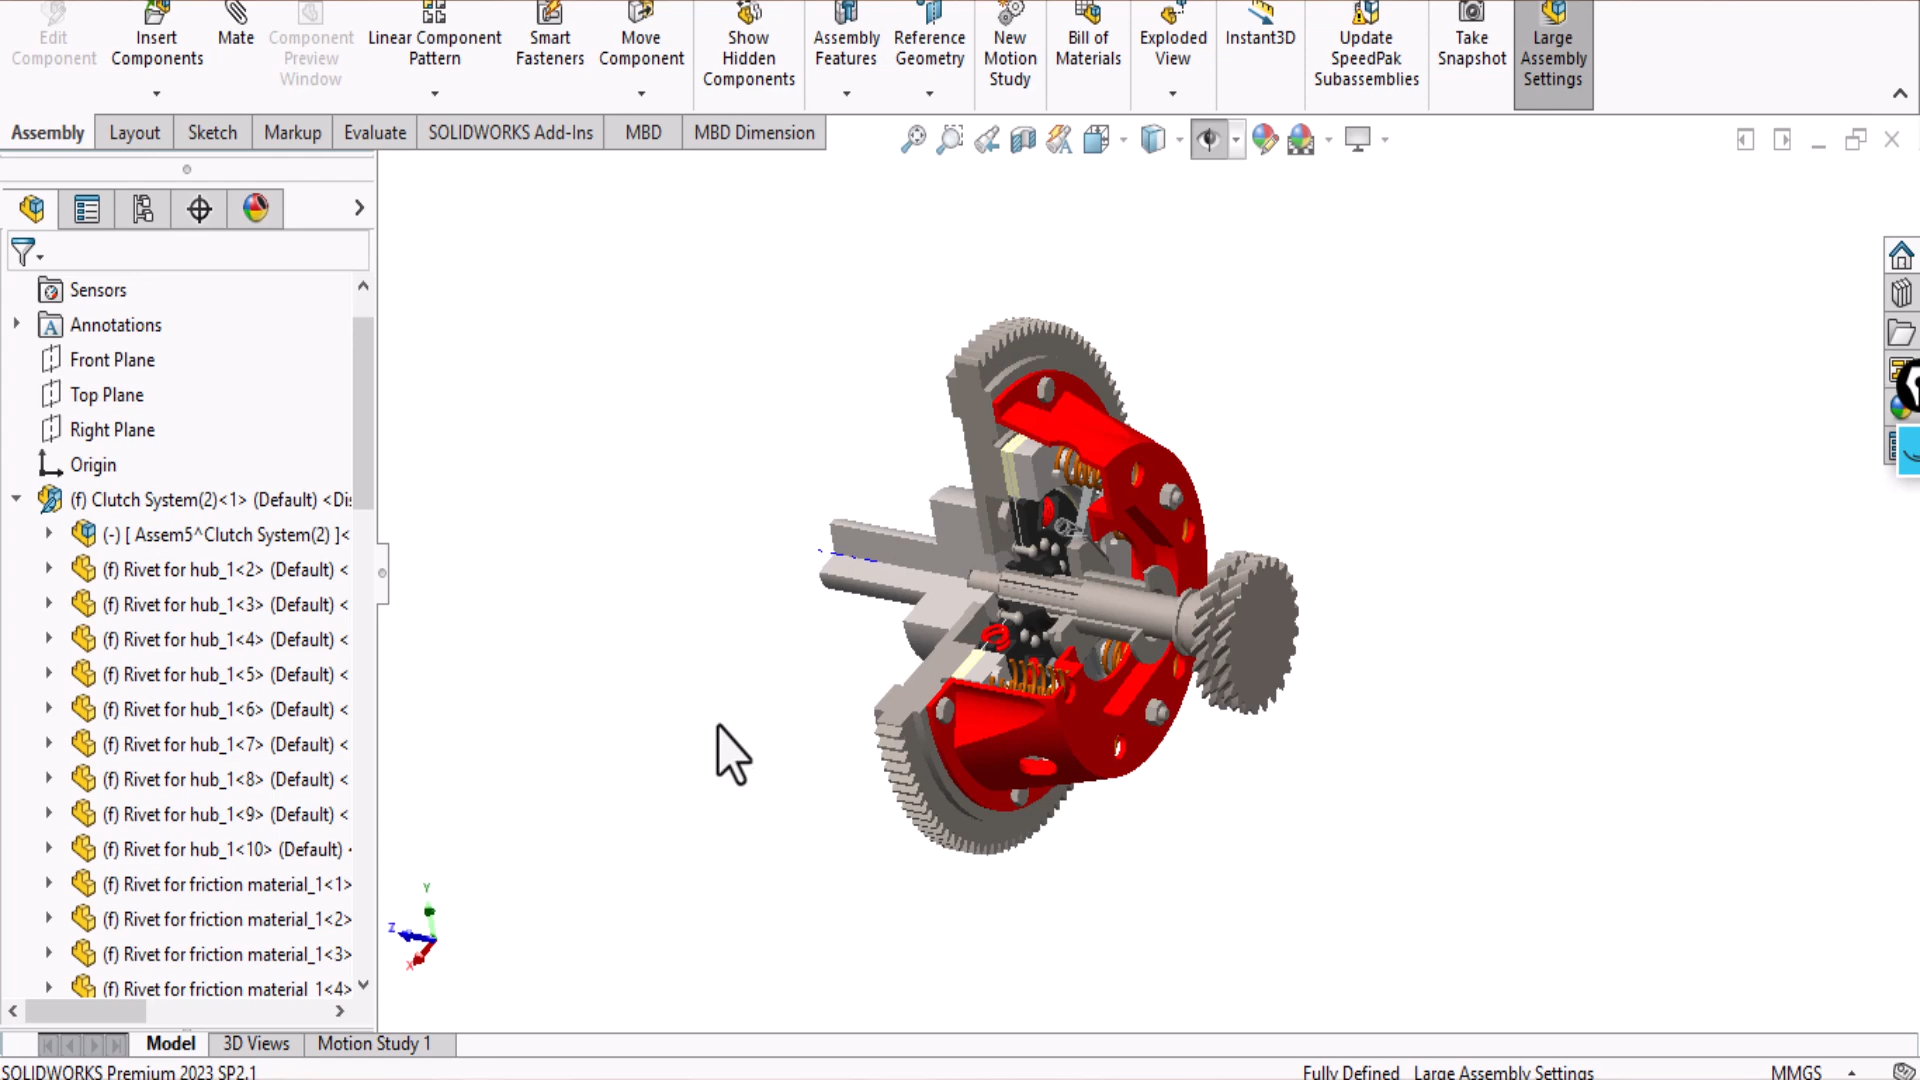 Edit Component
Insert Components
Mate
Component Preview Window
Linear Component Pattern
Smart Fasteners
Move Component
Show Hidden Components
Assembly Features
Reference Geometry
New Motion Study
Bill of Materials
Exploded View
Instant3D
Update SpeedPak Subassemblies
Take Snapshot
Large Assembly Settings
Assembly Layout Sketch Markup Evaluate SOLIDWORKS Add-Ins MBD MBD Dimension
Sensors
Annotations
Front Plane
Top Plane
Right Plane
Origin
(f) Clutch System(2)<1> (Default) <Dis
(-) [ Assem5^Clutch System(2) ]<
(f) Rivet for hub_1<2> (Default) <
(f) Rivet for hub_1<3> (Default) <
(f) Rivet for hub_1<4> (Default) <
(f) Rivet for hub_1<5> (Default) <
(f) Rivet for hub_1<6> (Default) <
(f) Rivet for hub_1<7> (Default) <
(f) Rivet for hub_1<8> (Default) <
(f) Rivet for hub_1<9> (Default) <
(f) Rivet for hub_1<10> (Default)
(f) Rivet for friction material_1<1>
(f) Rivet for friction material_1<2>
(f) Rivet for friction material_1<3>
(f) Rivet for friction material_1<4>
Y
Z
X
Model 3D Views Motion Study 1
SOLIDWORKS Premium 2023 SP2.1 Fully Defined Large Assembly Settings MMGS